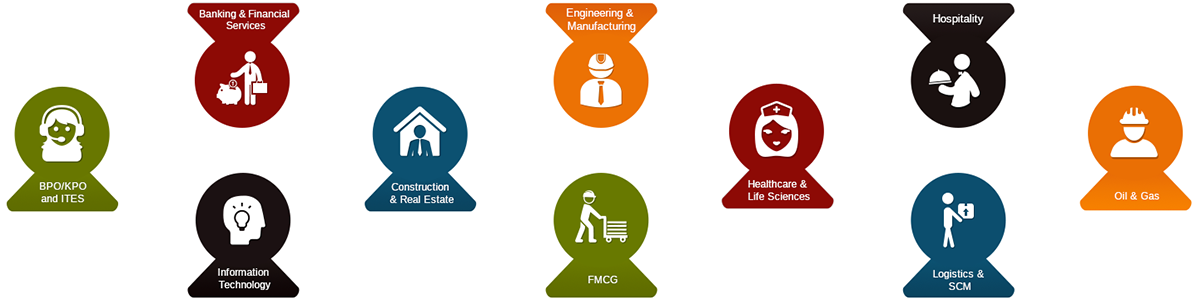 Banking & Financial
Services
Engineering &
Manufacturing
Hospitality
BPO/KPO
and ITES
Construction
& Real Estate
Healthcare &
Life Sciences
Oil & Gas
Information
Technology
FMCG
Logistics &
SCM